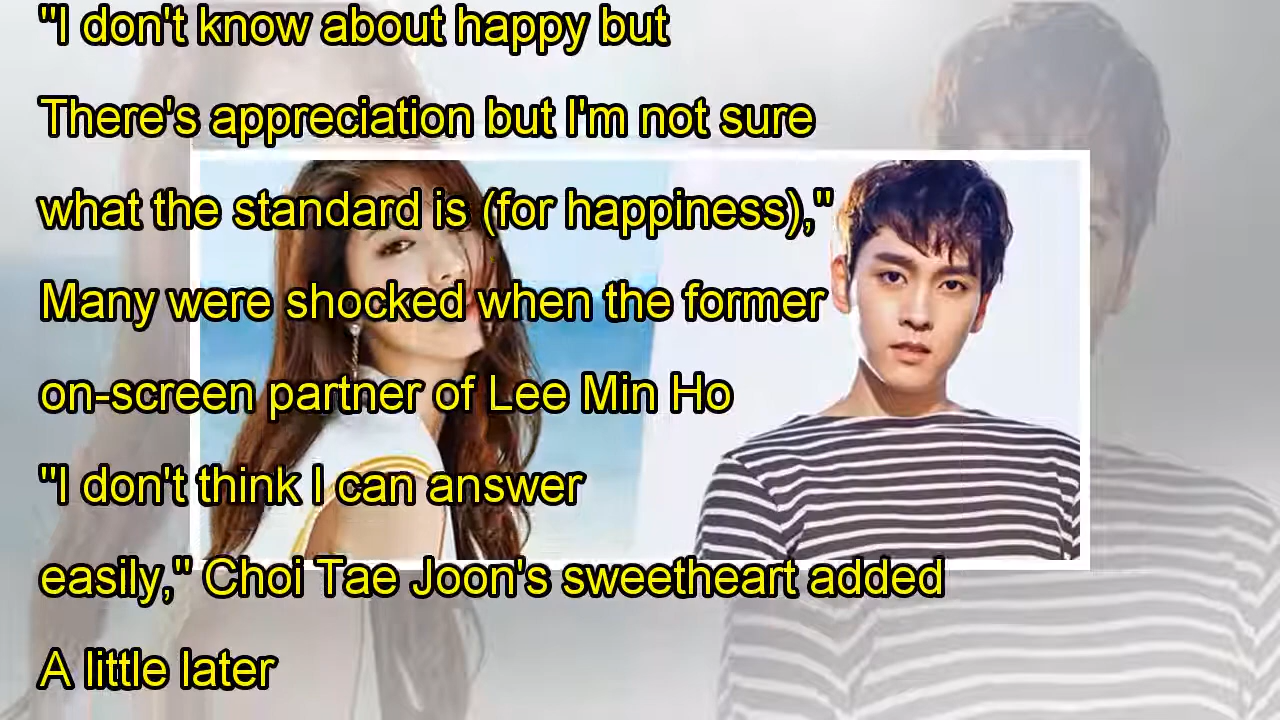 "I don't know about happy but
There's appreciation but I'm not sure
what the standard is (for happiness),"
Many were shocked when the former
on-screen partner of Lee Min Ho
"I don't think I can answer
easily," Choi Tae Joon's sweetheart added
A little later